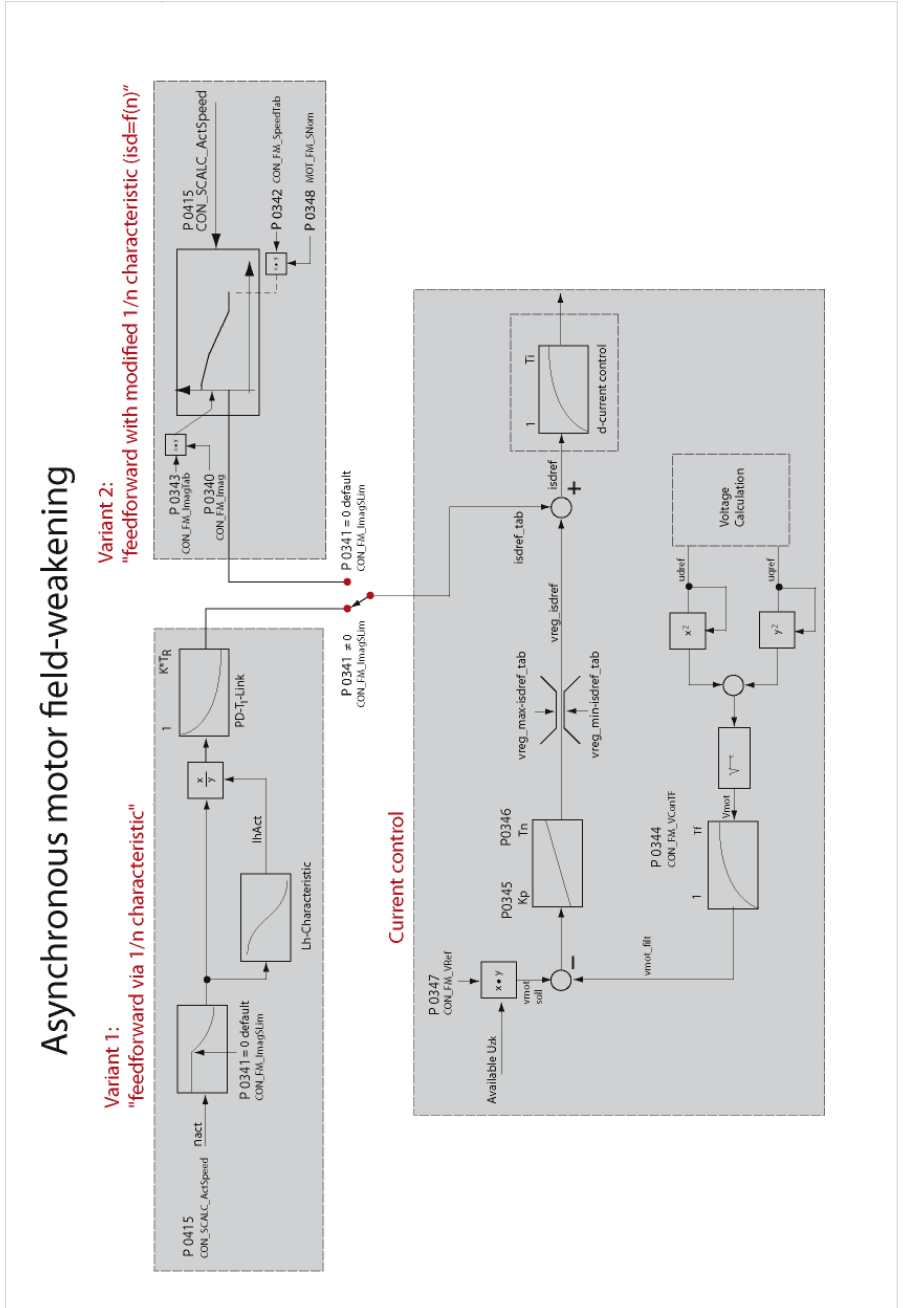 Asynchronous motor field-weakening
Variant 1:
"feedforward via 1/n characteristic"
P 0415
CON_SCALC_ActSpeed
nact
P 0341 = 0 default
CON_FM_ImagSLim
Lh-Characteristic
lhAct
x
y
1
K*TR
PD-T₁-Link
P 0341 ≠ 0
CON_FM_ImagSLim
P 0341 = 0 default
CON_FM_ImagSLim
Variant 2:
"feedforward with modified 1/n characteristic (isd=f(n)"
P 0343
CON_FM_ImagTab
P 0340
CON_FM_Imag
x • y
P 0415
CON_SCALC_ActSpeed
x • y
P 0342 CON_FM_SpeedTab
P 0348 MOT_FM_SNom
Current control
P 0347
CON_FM_VRef
Available Uzk
x • y
vmot
soll
−
P0345
Kp
P0346
Tn
vreg_max-isdref_tab
vreg_min-isdref_tab
vreg_isdref
isdref_tab
+
isdref
1
Ti
d-current control
vmot_filt
P 0344
CON_FM_VConTF
1
Tf
Vmot
√
x²
y²
udref
uqref
Voltage
Calculation